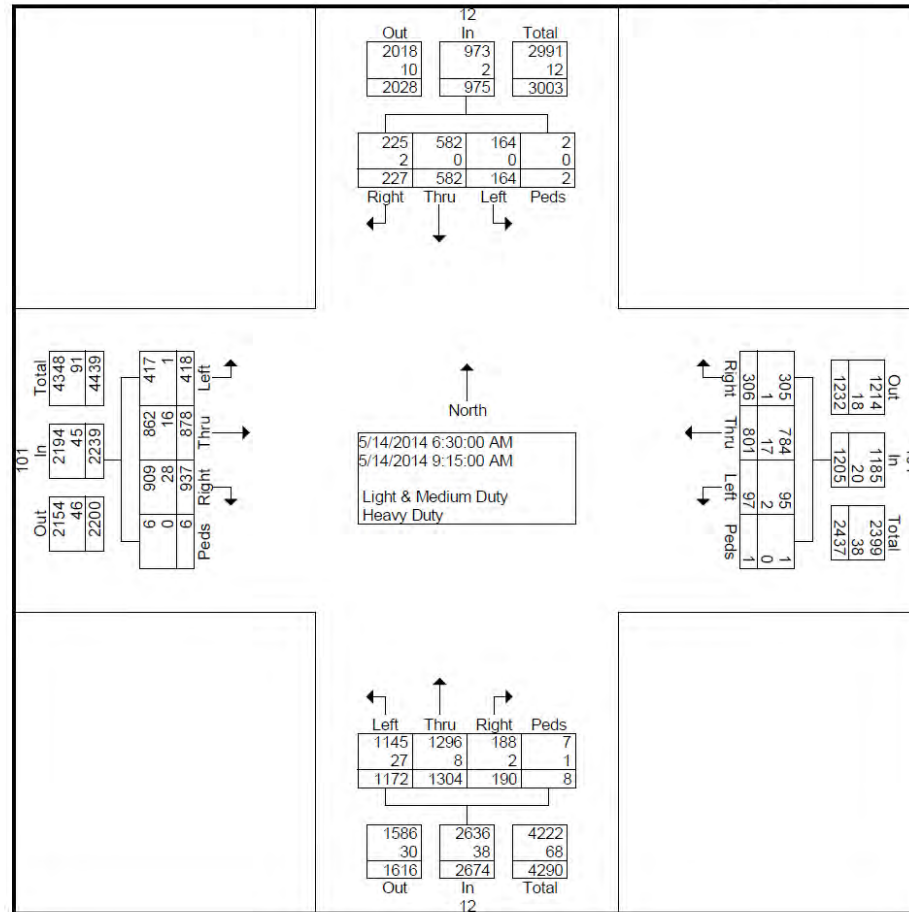 12
Out In Total
2018 973 2991
10 2 12
2028 975 3003
225 582 164 2
2 0 0 0
227 582 164 2
Right Thru Left Peds
101
Total In Out
4348 2194 2154
91 45 46
4439 2239 2200
417 862 909 6
1 16 28 0
418 878 937 6
Left Thru Right Peds
North
5/14/2014 6:30:00 AM
5/14/2014 9:15:00 AM
Light & Medium Duty
Heavy Duty
Right Thru Left Peds
305 784 95 1
1 17 2 0
306 801 97 1
Out In Total
1214 1185 2399
18 20 38
1232 1205 2437
Left Thru Right Peds
1145 1296 188 7
27 8 2 1
1172 1304 190 8
1586 2636 4222
30 38 68
1616 2674 4290
Out In Total
12